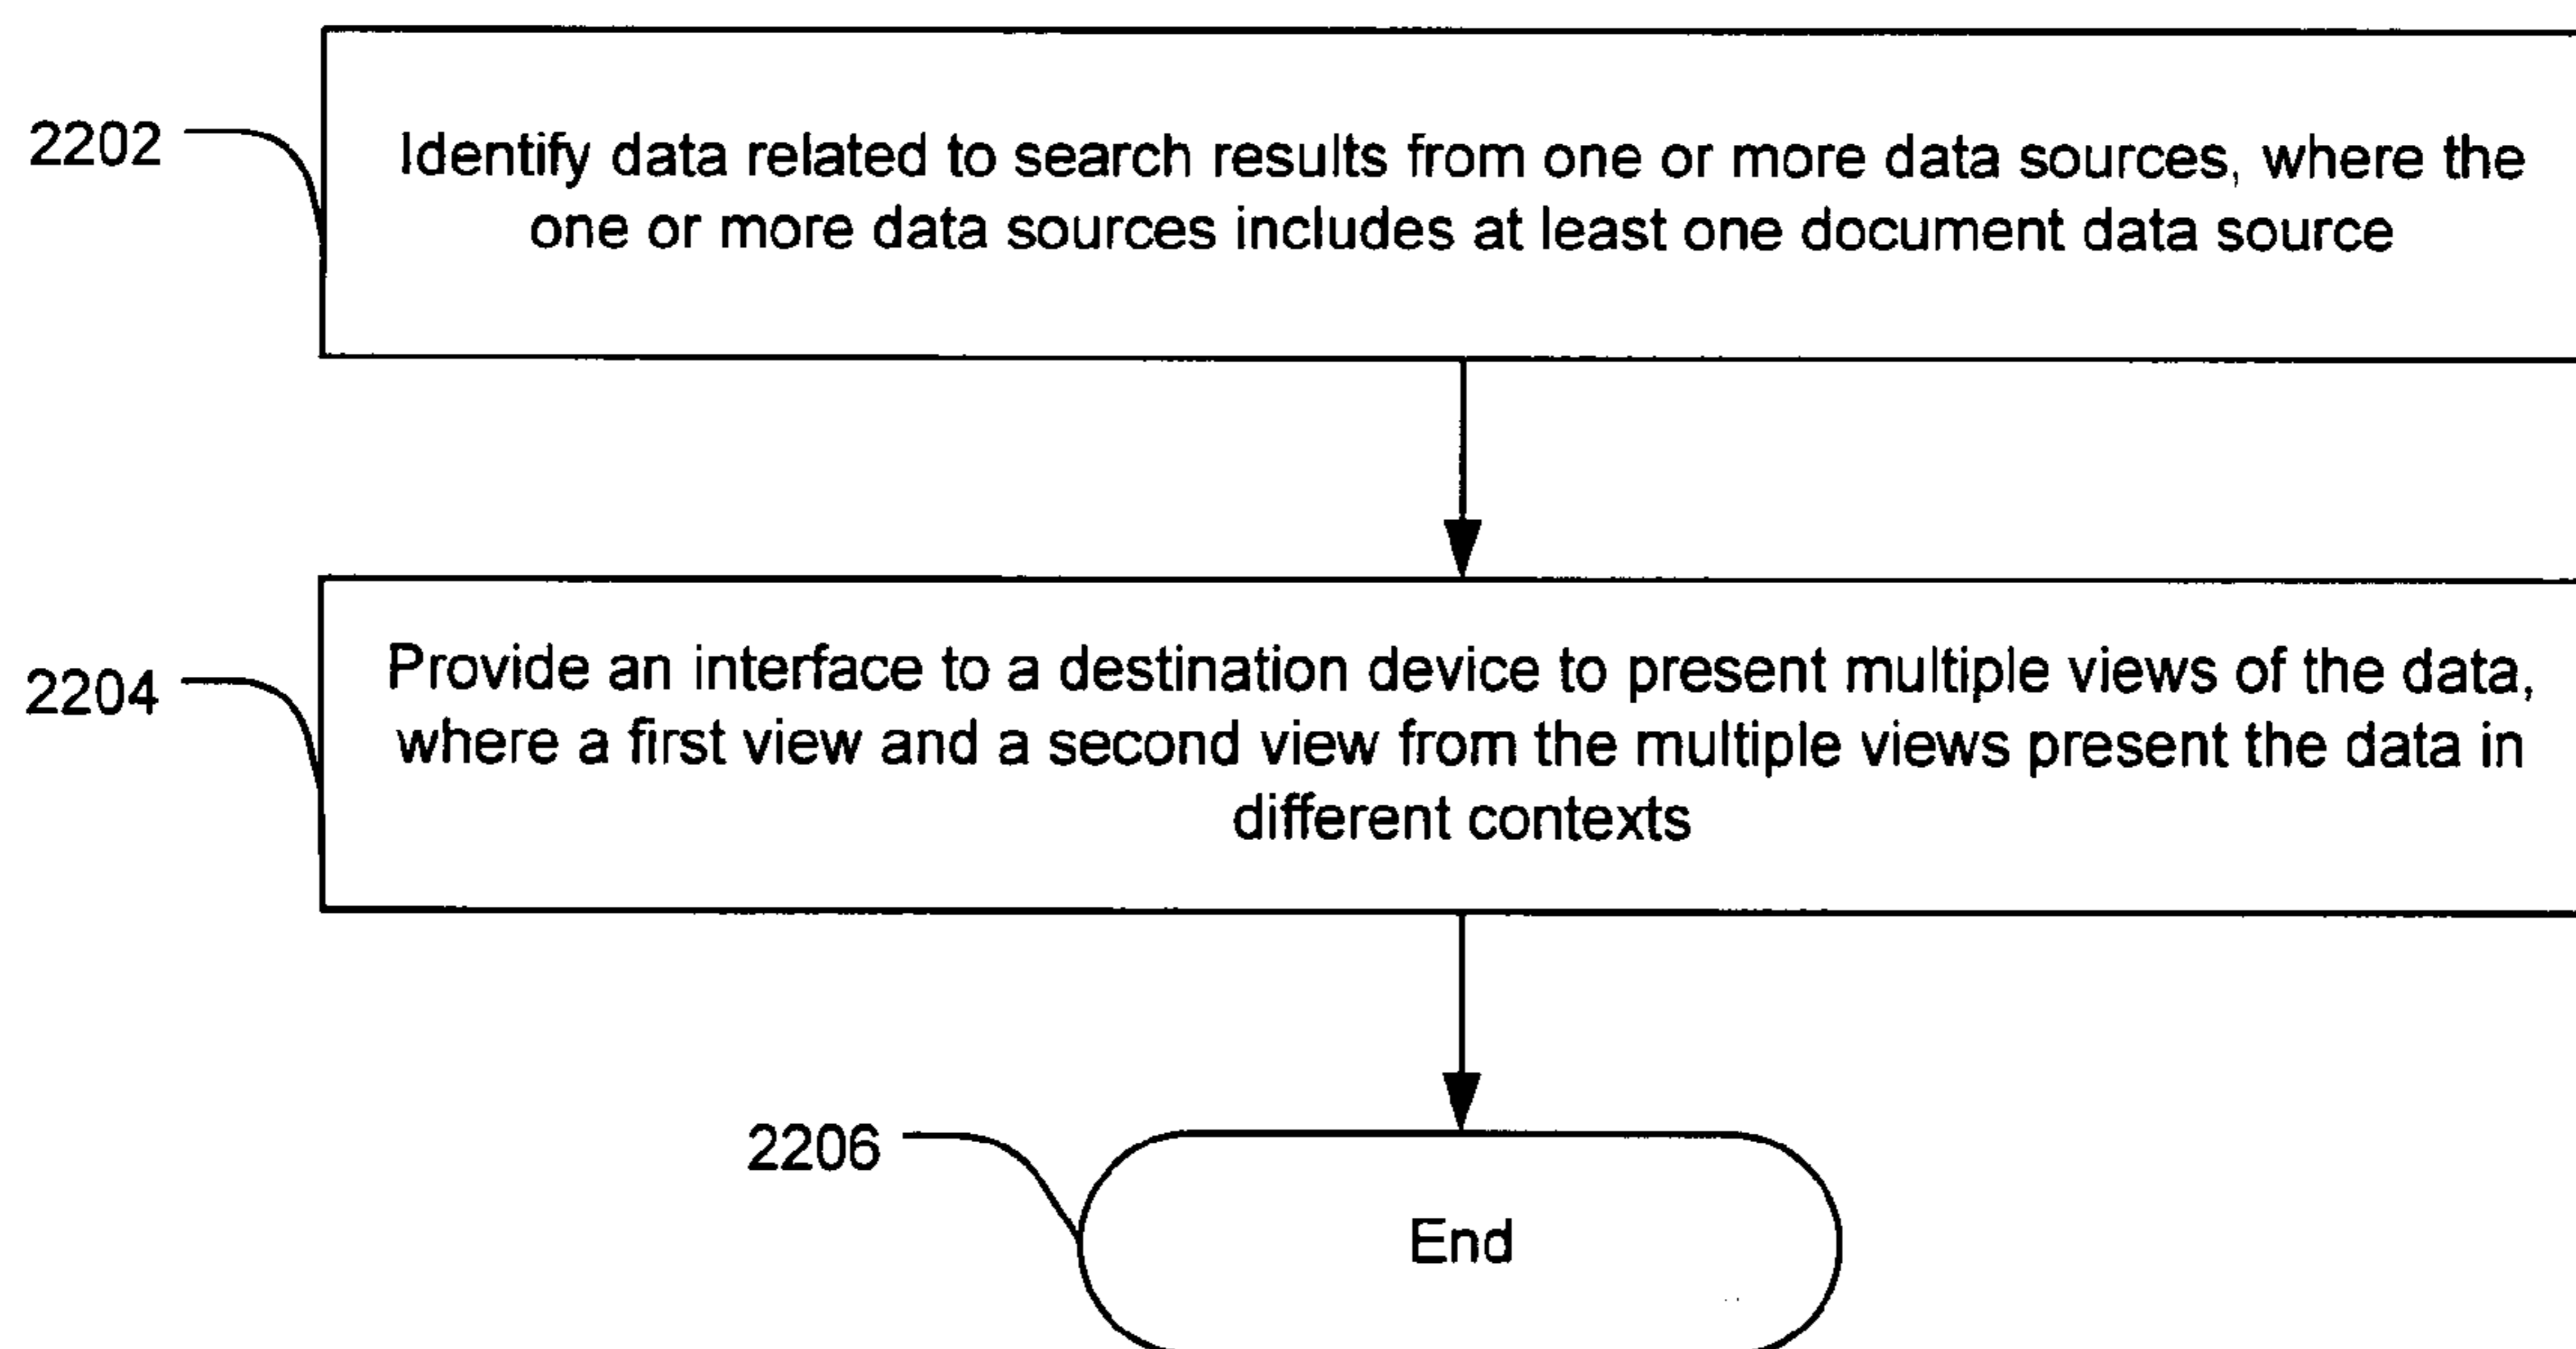 2202
Identify data related to search results from one or more data sources, where the
one or more data sources includes at least one document data source
2204
Provide an interface to a destination device to present multiple views of the data,
where a first view and a second view from the multiple views present the data in
different contexts
2206
End